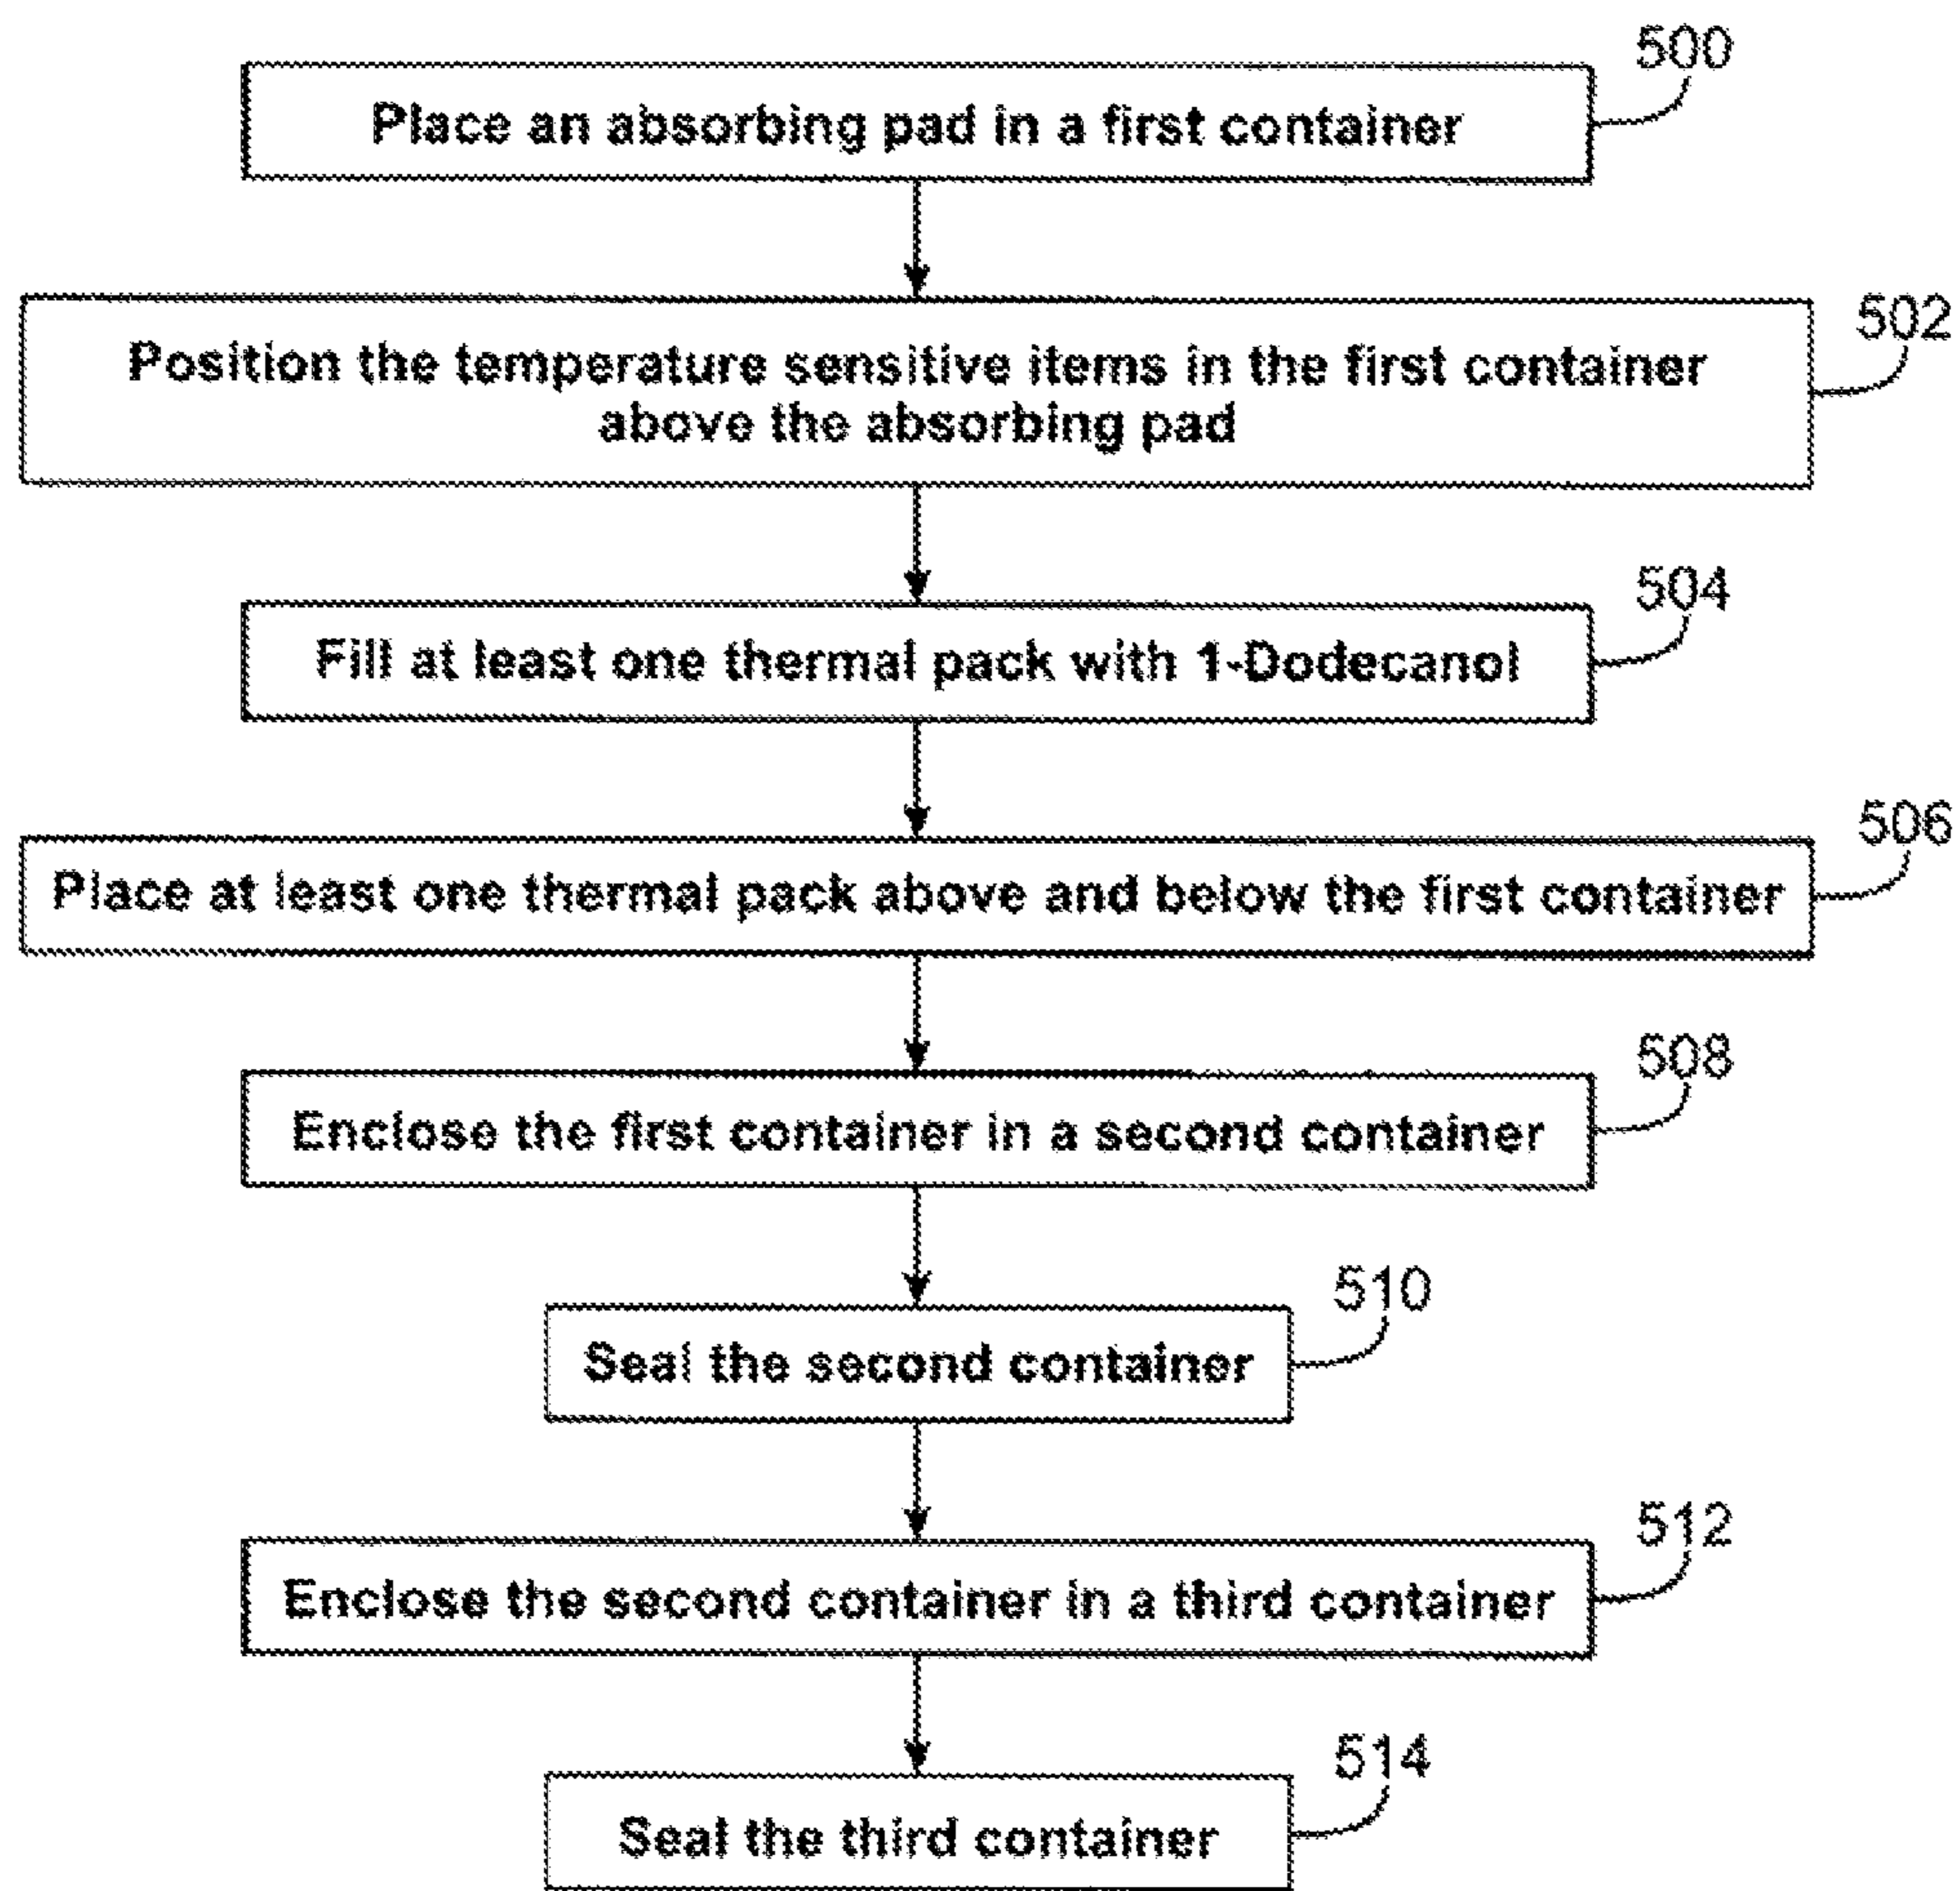 500
Place an absorbing pad in a first container
502
Position the temperature sensitive items in the first container
above the absorbing pad
504
Fill at least one thermal pack with 1-Dodecanol
506
Place at least one thermal pack above and below the first container
508
Enclose the first container in a second container
510
Seal the second container
512
Enclose the second container in a third container
514
Seal the third container